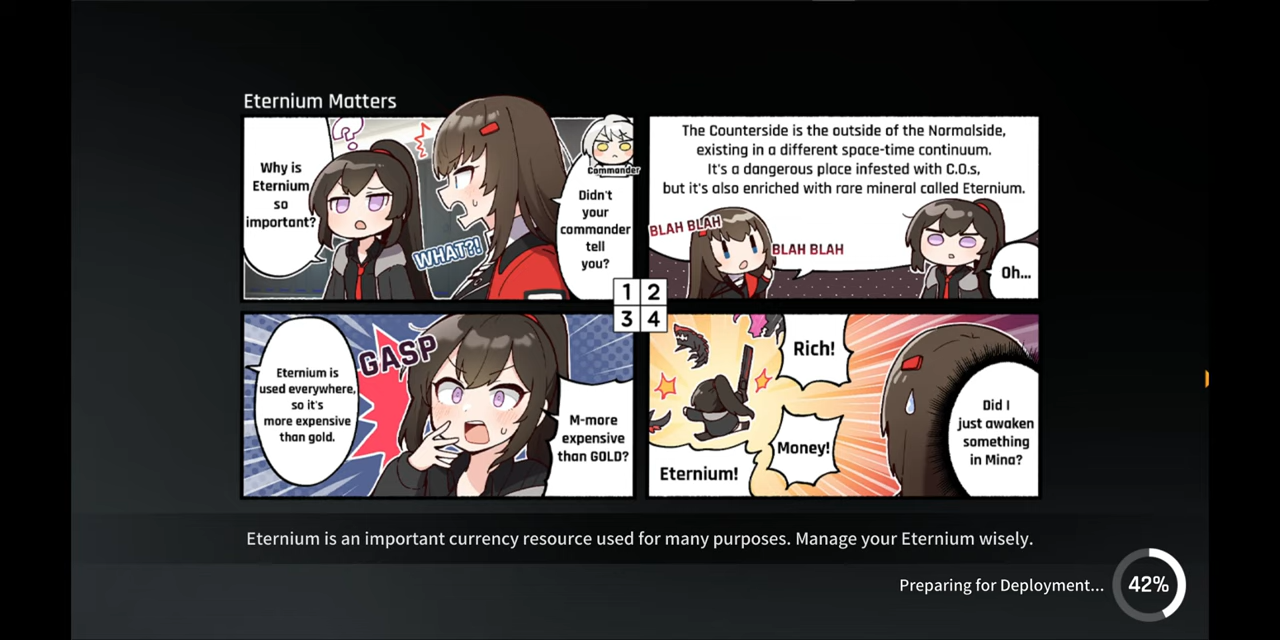 Eternium Matters
Why is
Eternium
so
important?
WHAT?!
Commander
Didn't
your
commander
tell
you?
The Counterside is the outside of the Normalside,
existing in a different space-time continuum.
It's a dangerous place infested with C.O.s,
but it's also enriched with rare mineral called Eternium.
BLAH BLAH
BLAH BLAH
Oh...
1 2
3 4
Eternium is
used everywhere,
so it's
more expensive
than gold.
GASP
M-more
expensive
than GOLD?
Rich!
Money!
Eternium!
Did I
just awaken
something
in Mina?
Eternium is an important currency resource used for many purposes. Manage your Eternium wisely.
Preparing for Deployment...
42%